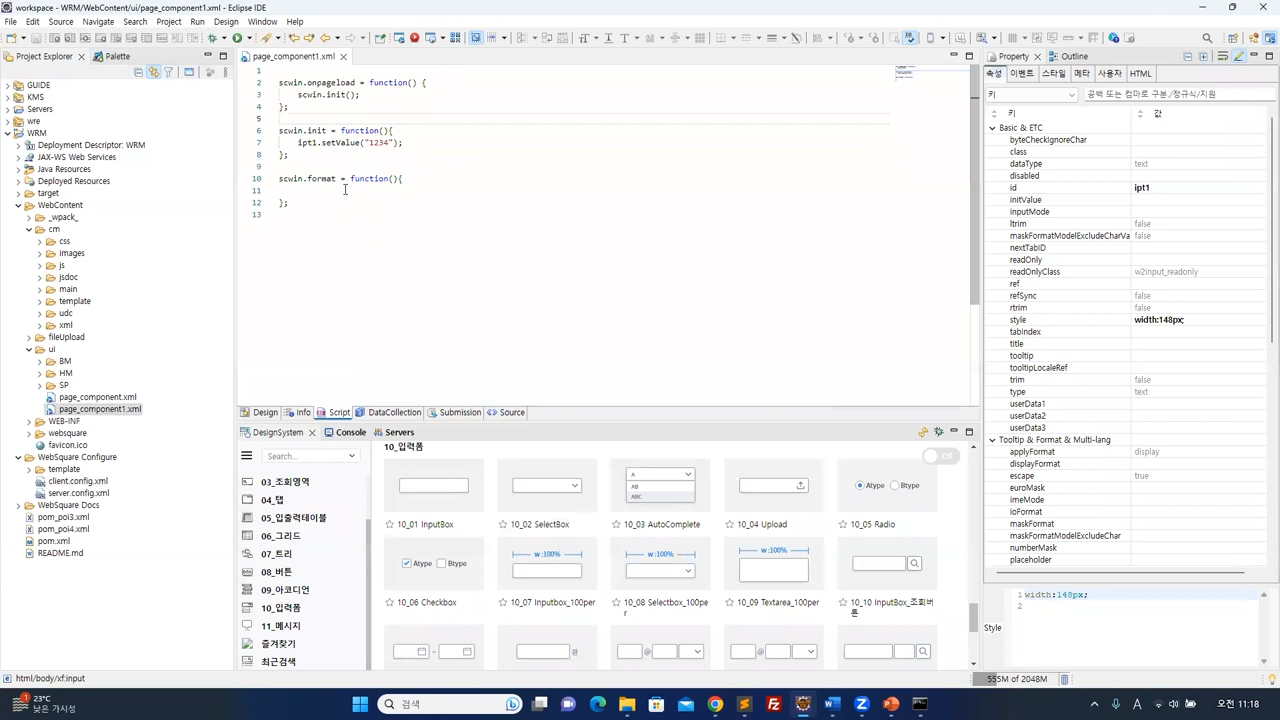 workspace - WRM/WebContent/ui/page_component1.xml - Eclipse IDE
File Edit Source Navigate Search Project Run Design Window Help
Project Explorer
Palette
GUIDE
KMS
Servers
wre
WRM
Deployment Descriptor: WRM
JAX-WS Web Services
Java Resources
Deployed Resources
target
WebContent
_wpack_
cm
css
images
js
jsdoc
main
template
udc
xml
fileUpload
ui
BM
HM
SP
page_component.xml
page_component1.xml
WEB-INF
websquare
favicon.ico
WebSquare Configure
template
client.config.xml
server.config.xml
WebSquare Docs
pom_poi3.xml
pom_poi4.xml
pom.xml
README.md
page_component1.xml
1
2 scwin.onpageload = function() {
3 scwin.init();
4 };
5
6 scwin.init = function(){
7 ipt1.setValue("1234");
8 };
9
10 scwin.format = function(){
11
12 };
13
Design Info Script DataCollection Submission Source
DesignSystem Console Servers
Search...
03_조회영역
04_탭
05_입출력테이블
06_그리드
07_트리
08_버튼
09_아코디언
10_입력폼
11_메시지
즐겨찾기
최근검색
10_입력폼
Off
A
AB
ABC
Atype Btype
10_01 InputBox
10_02 SelectBox
10_03 AutoComplete
10_04 Upload
10_05 Radio
Atype Btype
w :100%
w :100%
w :100%
10_06 Checkbox
10_07 Inputbox_100per
10_08 Selectbox_100pe
r
10_09 Textarea_100per
10_10 InputBox_조회버
튼
원
@
@
Property Outline
속성 이벤트 스타일 메타 사용자 HTML
키 공백 또는 컴마로 구분/정규식/지원
키 값
Basic & ETC
byteCheckIgnoreChar
class
dataType text
disabled
id ipt1
initValue
inputMode
ltrim false
maskFormatModelExcludeCharVa false
nextTabID
readOnly
readOnlyClass w2input_readonly
ref
refSync false
rtrim false
style width:148px;
tabIndex
title
tooltip
tooltipLocaleRef
trim false
type text
userData1
userData2
userData3
Tooltip & Format & Multi-lang
applyFormat display
displayFormat
escape true
euroMask
imeMode
ioFormat
maskFormat
maskFormatModelExcludeChar
numberMask
placeholder
1 width:148px;
2
Style
html/body/xf:input
555M of 2048M
23°C
낮은 가시성
검색
A
오전 11:18